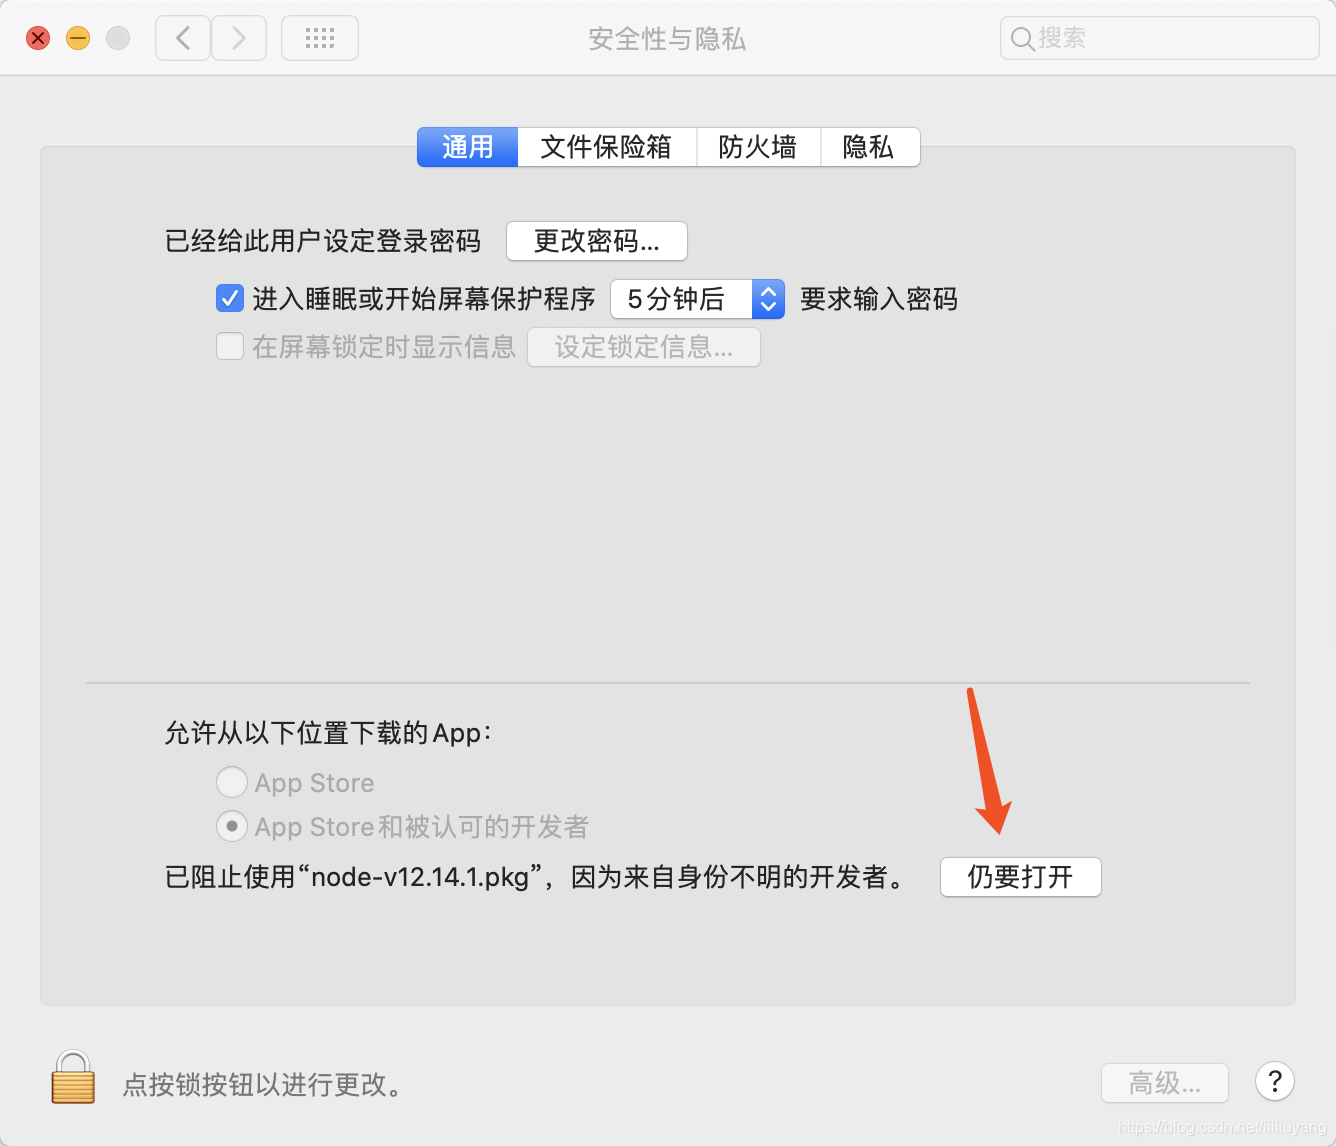 安全性与隐私
搜索
通用 文件保险箱 防火墙 隐私
已经给此用户设定登录密码 更改密码...
进入睡眠或开始屏幕保护程序 5分钟后 要求输入密码
在屏幕锁定时显示信息 设定锁定信息...
允许从以下位置下载的App：
App Store
App Store和被认可的开发者
已阻止使用“node-v12.14.1.pkg”，因为来自身份不明的开发者。 仍要打开
点按锁按钮以进行更改。 高级... ?